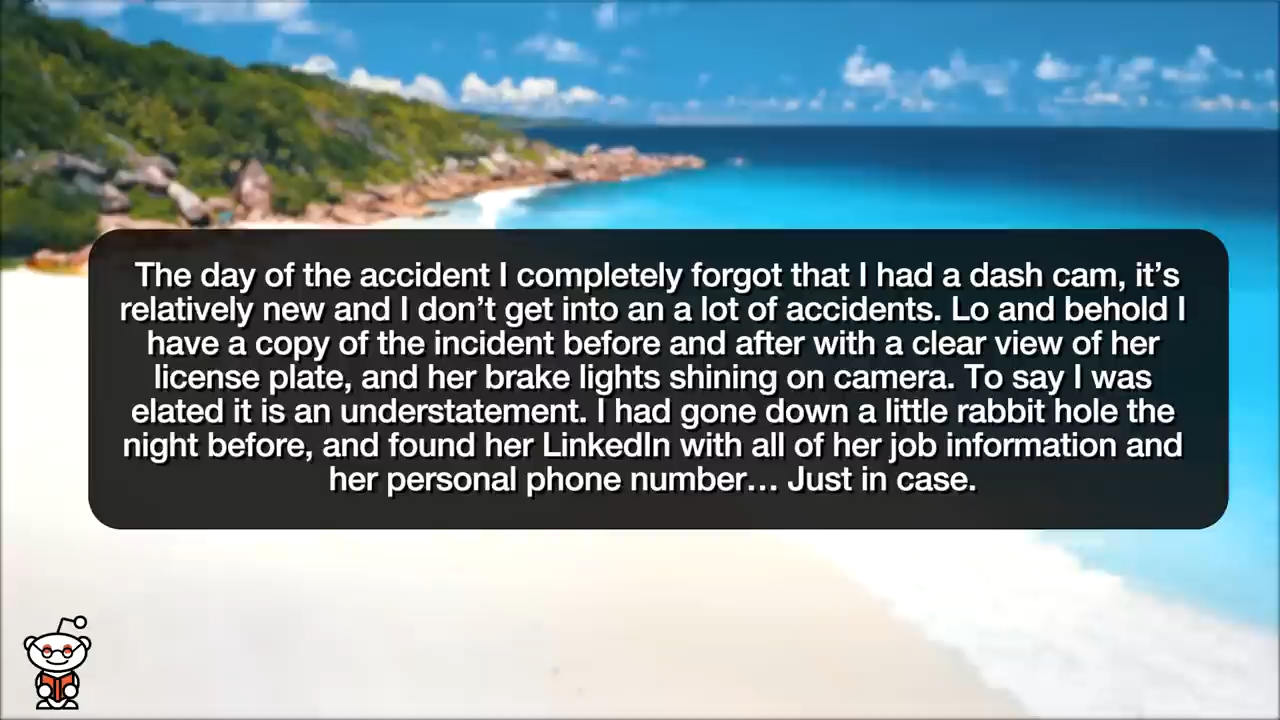 The day of the accident I completely forgot that I had a dash cam, it’s
relatively new and I don’t get into an a lot of accidents. Lo and behold I
have a copy of the incident before and after with a clear view of her
license plate, and her brake lights shining on camera. To say I was
elated it is an understatement. I had gone down a little rabbit hole the
night before, and found her LinkedIn with all of her job information and
her personal phone number… Just in case.